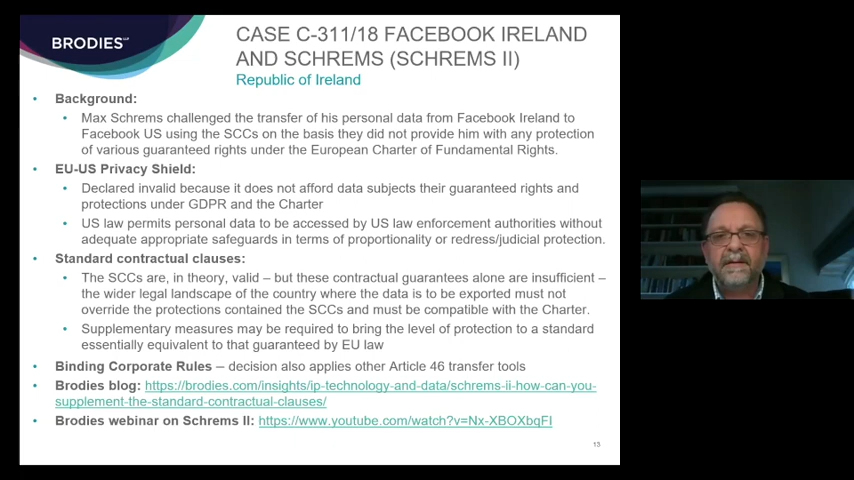 BRODIES LLP
CASE C-311/18 FACEBOOK IRELAND
AND SCHREMS (SCHREMS II)
Republic of Ireland
• Background:
• Max Schrems challenged the transfer of his personal data from Facebook Ireland to
Facebook US using the SCCs on the basis they did not provide him with any protection
of various guaranteed rights under the European Charter of Fundamental Rights.
• EU-US Privacy Shield:
• Declared invalid because it does not afford data subjects their guaranteed rights and
protections under GDPR and the Charter
• US law permits personal data to be accessed by US law enforcement authorities without
adequate appropriate safeguards in terms of proportionality or redress/judicial protection.
• Standard contractual clauses:
• The SCCs are, in theory, valid – but these contractual guarantees alone are insufficient –
the wider legal landscape of the country where the data is to be exported must not
override the protections contained the SCCs and must be compatible with the Charter.
• Supplementary measures may be required to bring the level of protection to a standard
essentially equivalent to that guaranteed by EU law
• Binding Corporate Rules – decision also applies other Article 46 transfer tools
• Brodies blog: https://brodies.com/insights/ip-technology-and-data/schrems-ii-how-can-you-
supplement-the-standard-contractual-clauses/
• Brodies webinar on Schrems II: https://www.youtube.com/watch?v=Nx-XBOXbqFI
13